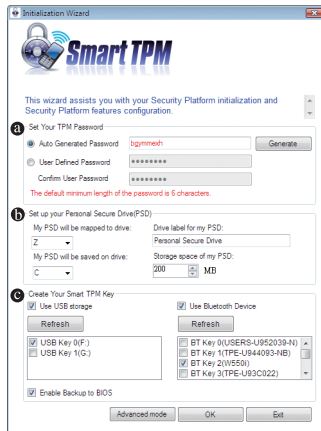 Initialization Wizard
Smart TPM
This wizard assists you with your Security Platform initialization and
Security Platform features configuration.
a Set Your TPM Password
Auto Generated Password bgymmexh Generate
User Defined Password ••••••••
Confirm User Password ••••••••
The default minimum length of the password is 6 characters.
b Set up your Personal Secure Drive(PSD)
My PSD will be mapped to drive: Drive label for my PSD:
Z Personal Secure Drive
My PSD will be saved on drive: Storage space of my PSD:
C 200 MB
c Create Your Smart TPM Key
Use USB storage Use Bluetooth Device
Refresh Refresh
USB Key 0(F:) BT Key 0(USERS-U952039-N)
USB Key 1(G:) BT Key 1(TPE-U944093-NB)
BT Key 2(W550i)
BT Key 3(TPE-U93C022)
Enable Backup to BIOS
Advanced mode OK Exit